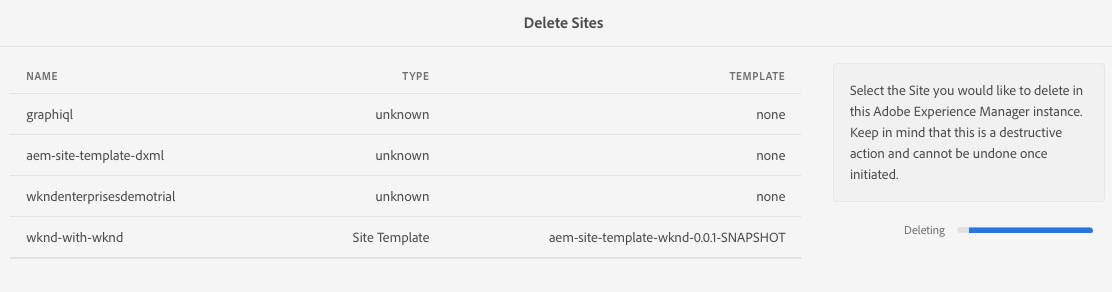 Delete Sites
NAME TYPE TEMPLATE
graphiql unknown none
aem-site-template-dxml unknown none
wkndenterprisesdemotrial unknown none
wknd-with-wknd Site Template aem-site-template-wknd-0.0.1-SNAPSHOT
Select the Site you would like to delete in
this Adobe Experience Manager instance.
Keep in mind that this is a destructive
action and cannot be undone once
initiated.
Deleting